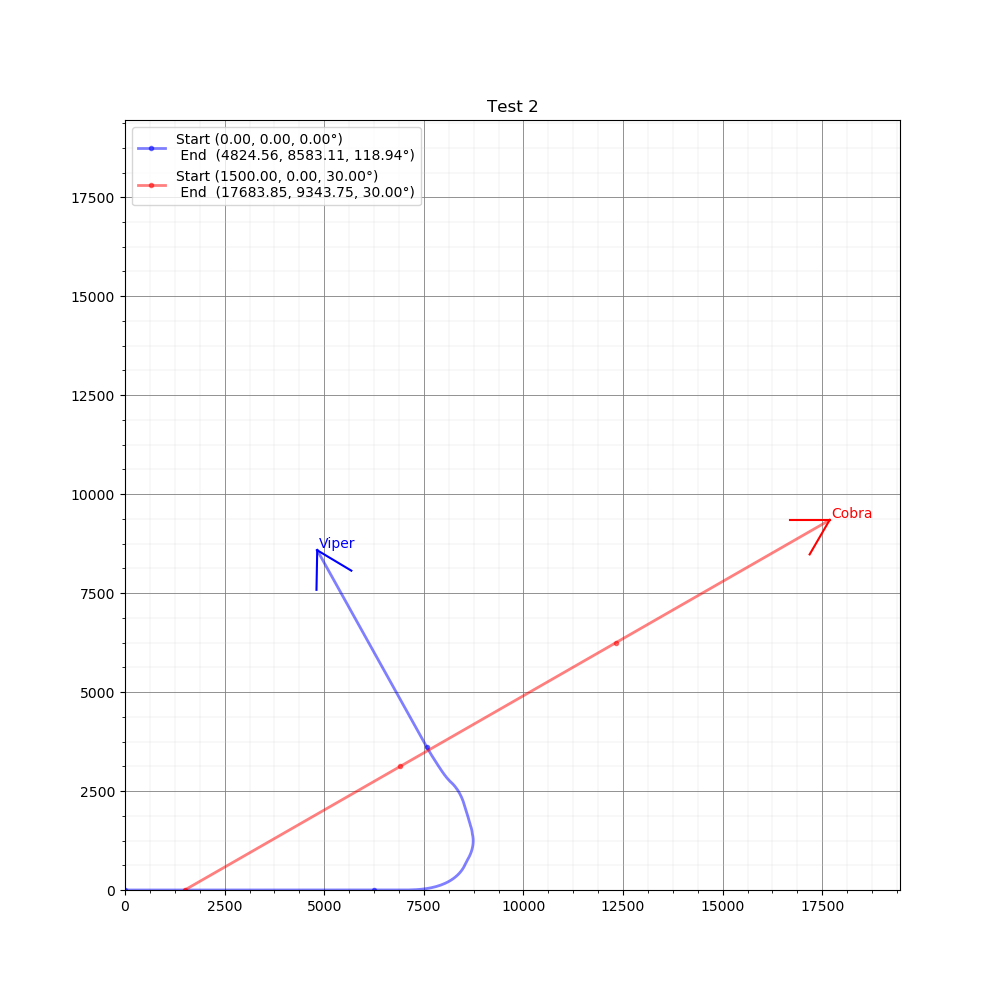 Test 2
Start (0.00, 0.00, 0.00°)
End  (4824.56, 8583.11, 118.94°)
Start (1500.00, 0.00, 30.00°)
End  (17683.85, 9343.75, 30.00°)
17500
15000
12500
10000
7500
5000
2500
0
Cobra
Viper
0 2500 5000 7500 10000 12500 15000 17500